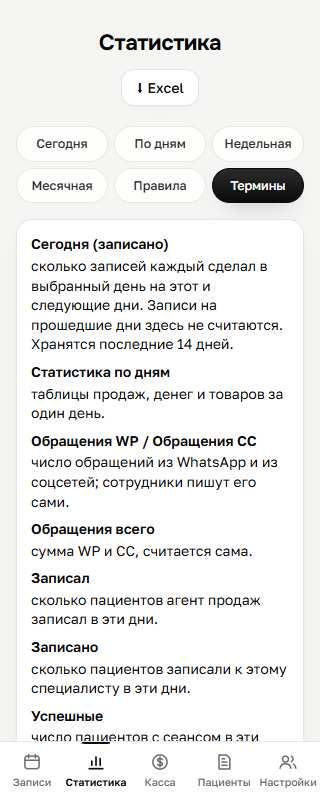 Статистика
⭳ Excel
Сегодня
По дням
Недельная
Месячная
Правила
Термины
Сегодня (записано)
сколько записей каждый сделал в
выбранный день на этот и
следующие дни. Записи на
прошедшие дни здесь не считаются.
Хранятся последние 14 дней.
Статистика по дням
таблицы продаж, денег и товаров за
один день.
Обращения WP / Обращения СС
число обращений из WhatsApp и из
соцсетей; сотрудники пишут его
сами.
Обращения всего
сумма WP и СС, считается сама.
Записал
сколько пациентов агент продаж
записал в эти дни.
Записано
сколько пациентов записали к этому
специалисту в эти дни.
Успешные
число пациентов с сеансом в эти
Записи
Статистика
Касса
Пациенты
Настройки